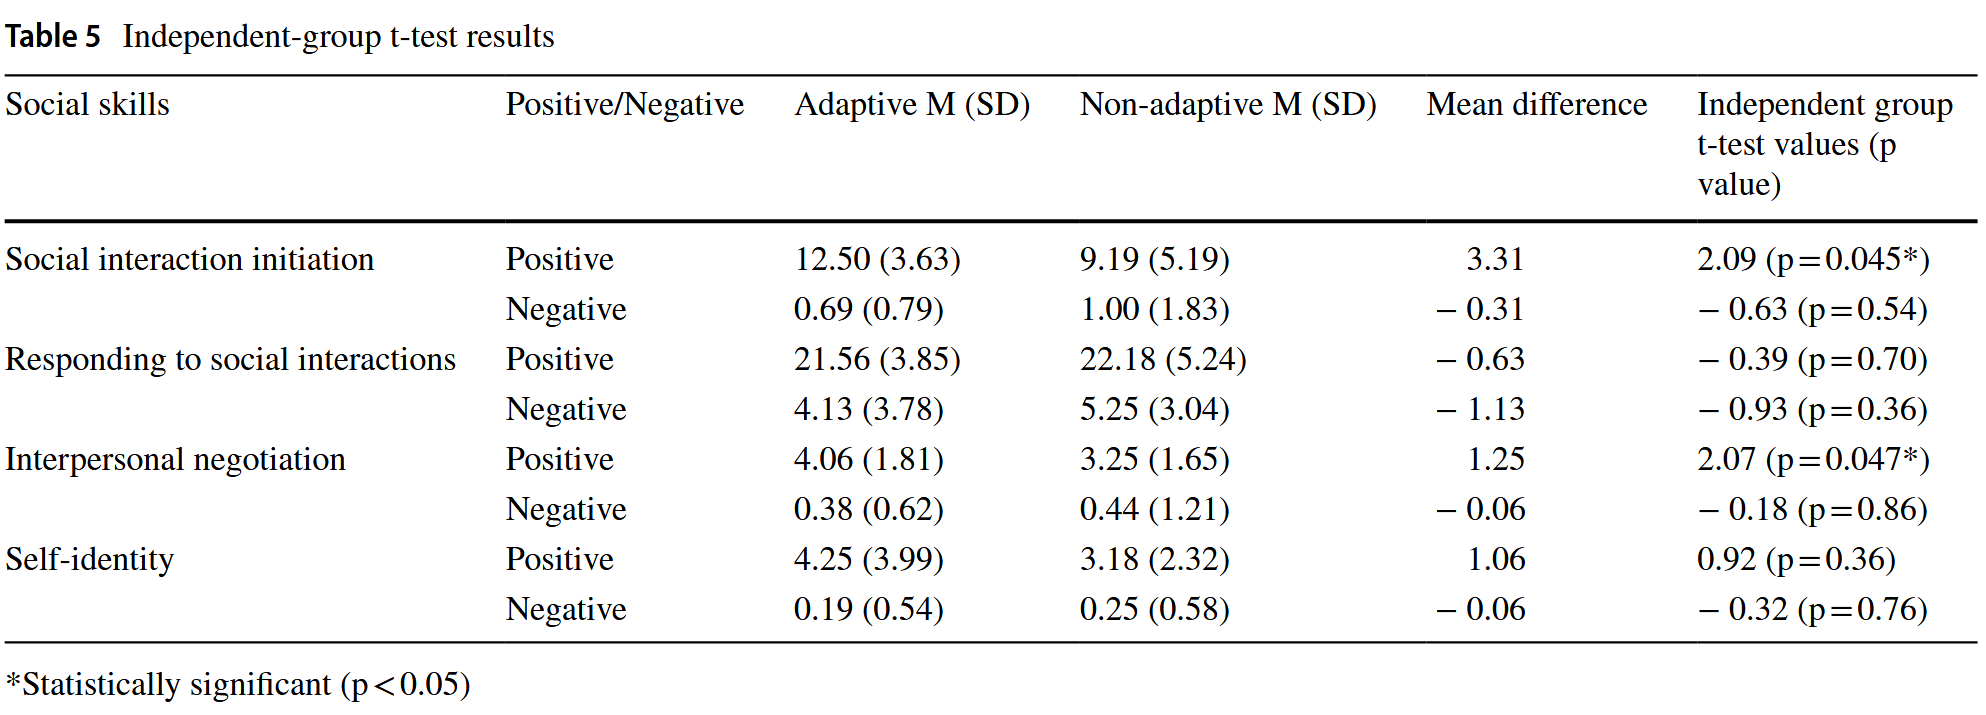 Table 5 Independent-group t-test results
Social skills Positive/Negative Adaptive M (SD) Non-adaptive M (SD) Mean difference Independent group
t-test values (p
value)
Social interaction initiation Positive 12.50 (3.63) 9.19 (5.19) 3.31 2.09 (p=0.045*)
Negative 0.69 (0.79) 1.00 (1.83) − 0.31 − 0.63 (p=0.54)
Responding to social interactions Positive 21.56 (3.85) 22.18 (5.24) − 0.63 − 0.39 (p=0.70)
Negative 4.13 (3.78) 5.25 (3.04) − 1.13 − 0.93 (p=0.36)
Interpersonal negotiation Positive 4.06 (1.81) 3.25 (1.65) 1.25 2.07 (p=0.047*)
Negative 0.38 (0.62) 0.44 (1.21) − 0.06 − 0.18 (p=0.86)
Self-identity Positive 4.25 (3.99) 3.18 (2.32) 1.06 0.92 (p=0.36)
Negative 0.19 (0.54) 0.25 (0.58) − 0.06 − 0.32 (p=0.76)
*Statistically significant (p<0.05)